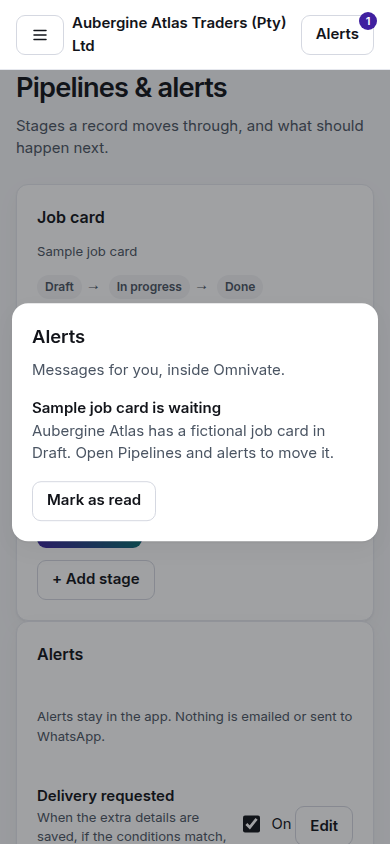 Aubergine Atlas Traders (Pty)
Ltd
Alerts
1
Pipelines & alerts
Stages a record moves through, and what should
happen next.
Job card
Sample job card
Draft → In progress → Done
Alerts
Messages for you, inside Omnivate.
Sample job card is waiting
Aubergine Atlas has a fictional job card in
Draft. Open Pipelines and alerts to move it.
Mark as read
+ Add stage
Alerts
Alerts stay in the app. Nothing is emailed or sent to
WhatsApp.
Delivery requested
When the extra details are
saved, if the conditions match,
On
Edit